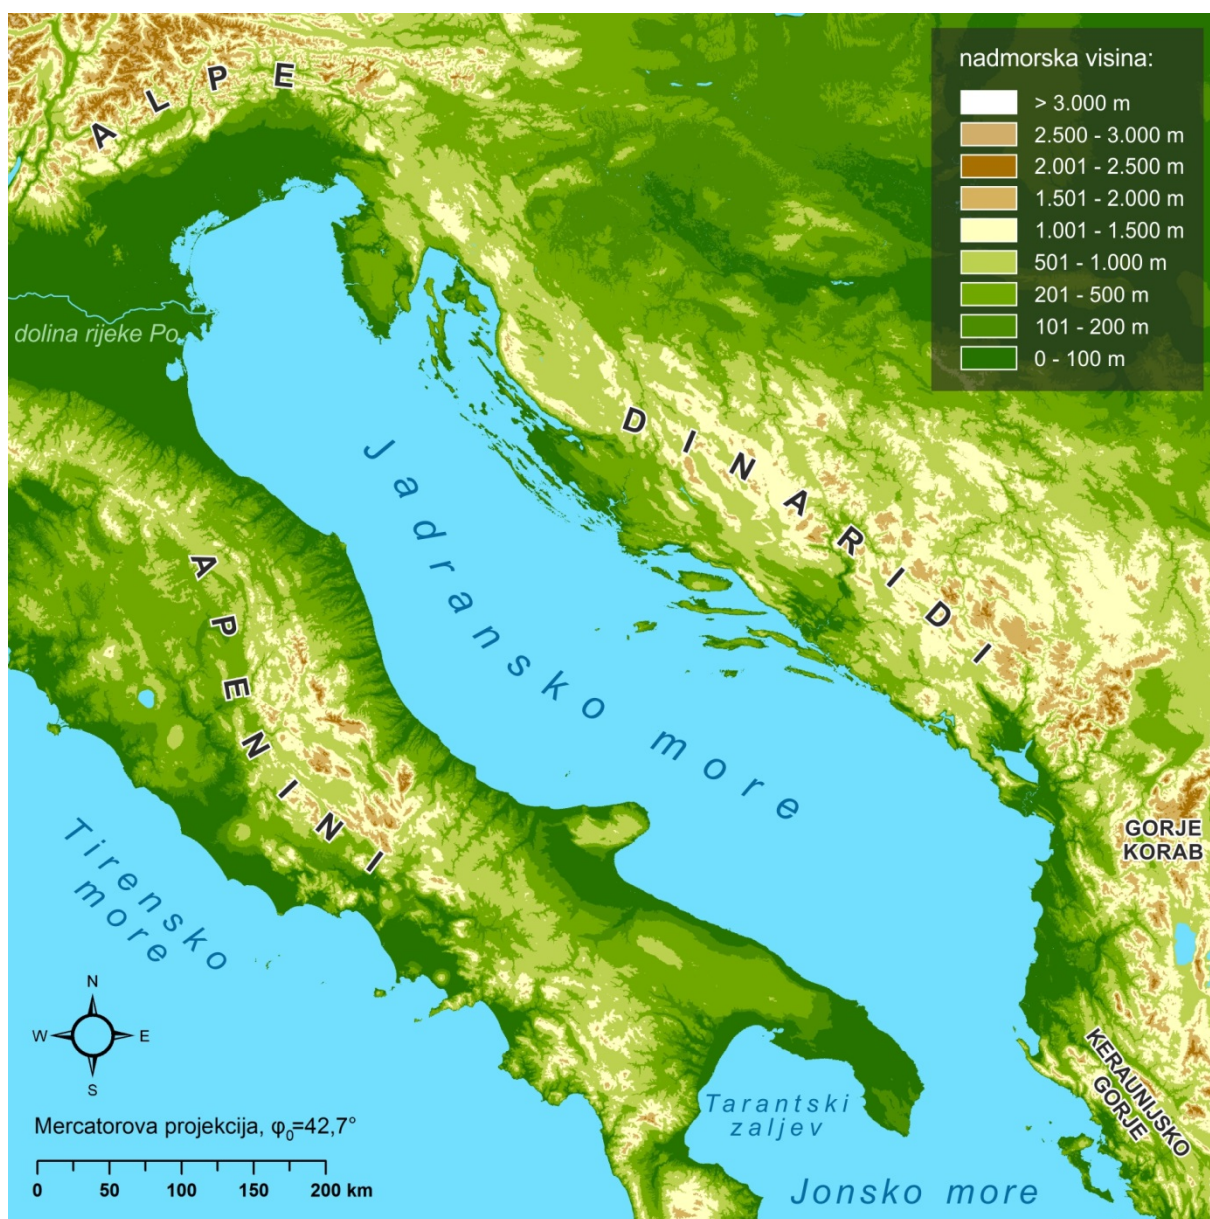 nadmorska visina:
> 3.000 m
2.500 - 3.000 m
2.001 - 2.500 m
1.501 - 2.000 m
1.001 - 1.500 m
501 - 1.000 m
201 - 500 m
101 - 200 m
0 - 100 m
ALPE
dolina rijeke Po
DINARIDI
Jadransko more
APENINI
GORJE
KORAB
Tirensko
more
N
W E
S
KERAUNIJSKO
GORJE
Tarantski
zaljev
Mercatorova projekcija, φ₀=42,7°
0 50 100 150 200 km
Jonsko more